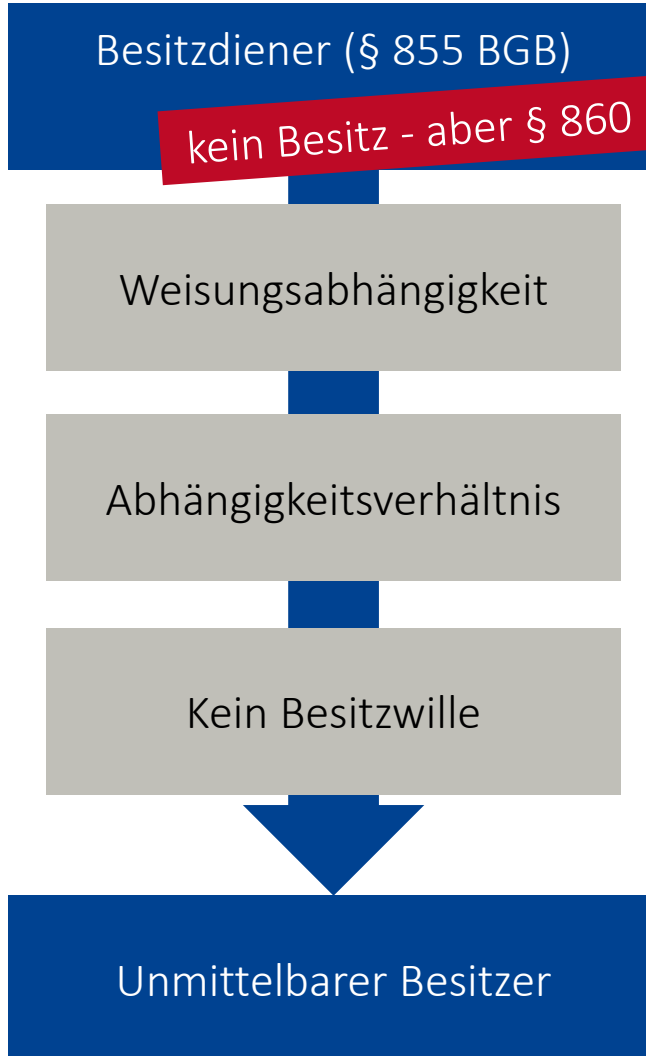 Besitzdiener (§ 855 BGB)
kein Besitz - aber § 860
Weisungsabhängigkeit
Abhängigkeitsverhältnis
Kein Besitzwille
Unmittelbarer Besitzer